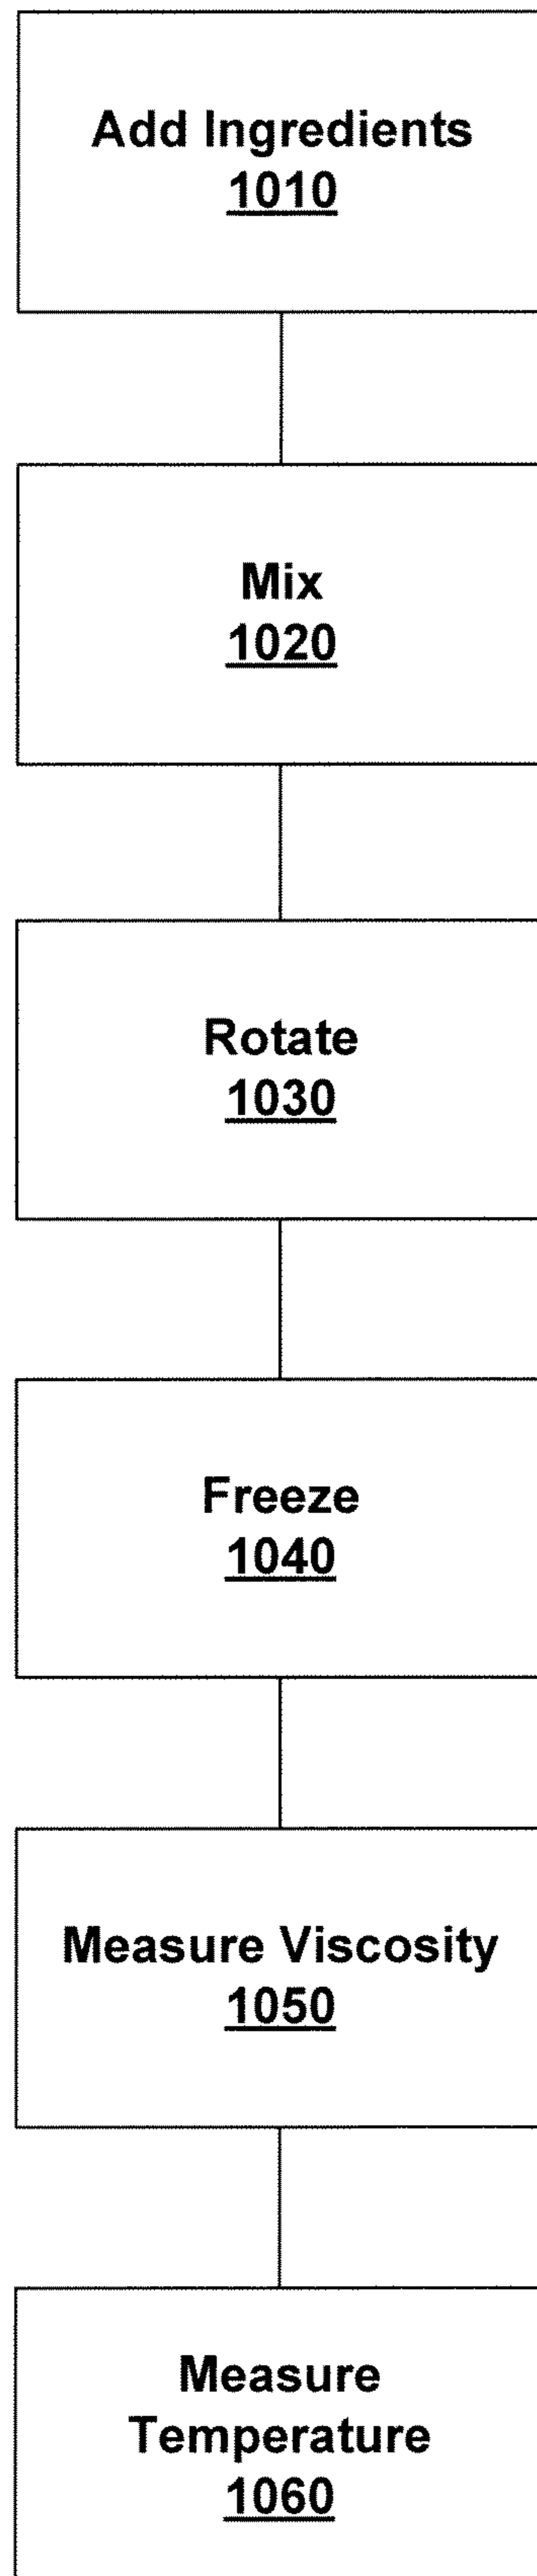 Add Ingredients
1010
Mix
1020
Rotate
1030
Freeze
1040
Measure Viscosity
1050
Measure
Temperature
1060